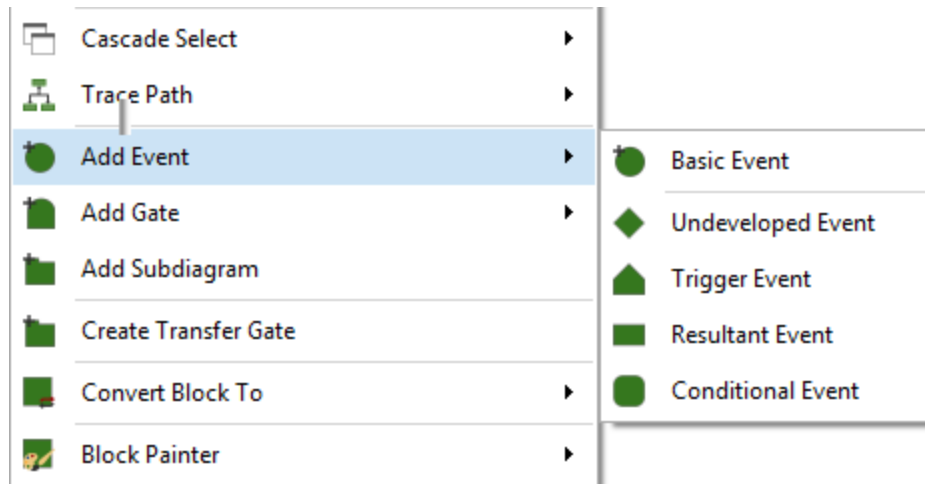 Cascade Select
Trace Path
Add Event
Add Gate
Add Subdiagram
Create Transfer Gate
Convert Block To
Block Painter
Basic Event
Undeveloped Event
Trigger Event
Resultant Event
Conditional Event